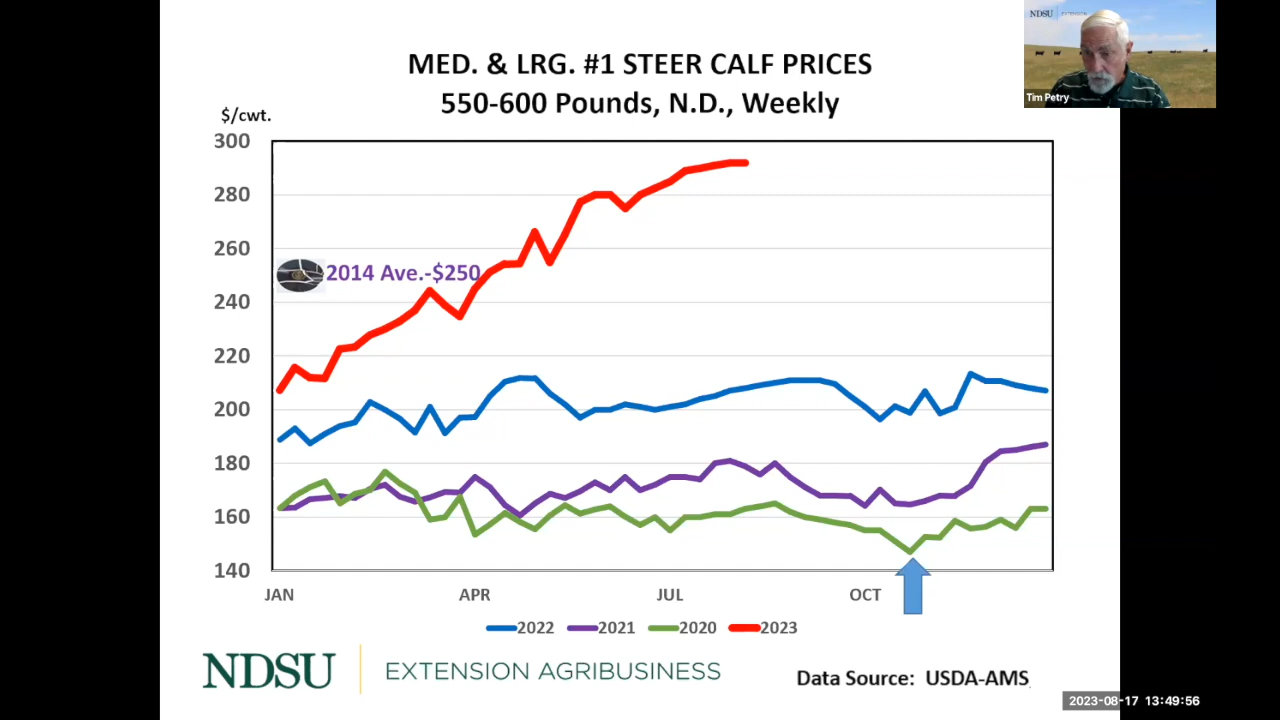 NDSU EXTENSION
Tim Petry
MED. & LRG. #1 STEER CALF PRICES
550-600 Pounds, N.D., Weekly
$/cwt.
300
280
260
2014 Ave.-$250
240
220
200
180
160
140
JAN APR JUL OCT
2022 2021 2020 2023
NDSU EXTENSION AGRIBUSINESS
Data Source: USDA-AMS
2023-08-17 13:49:56